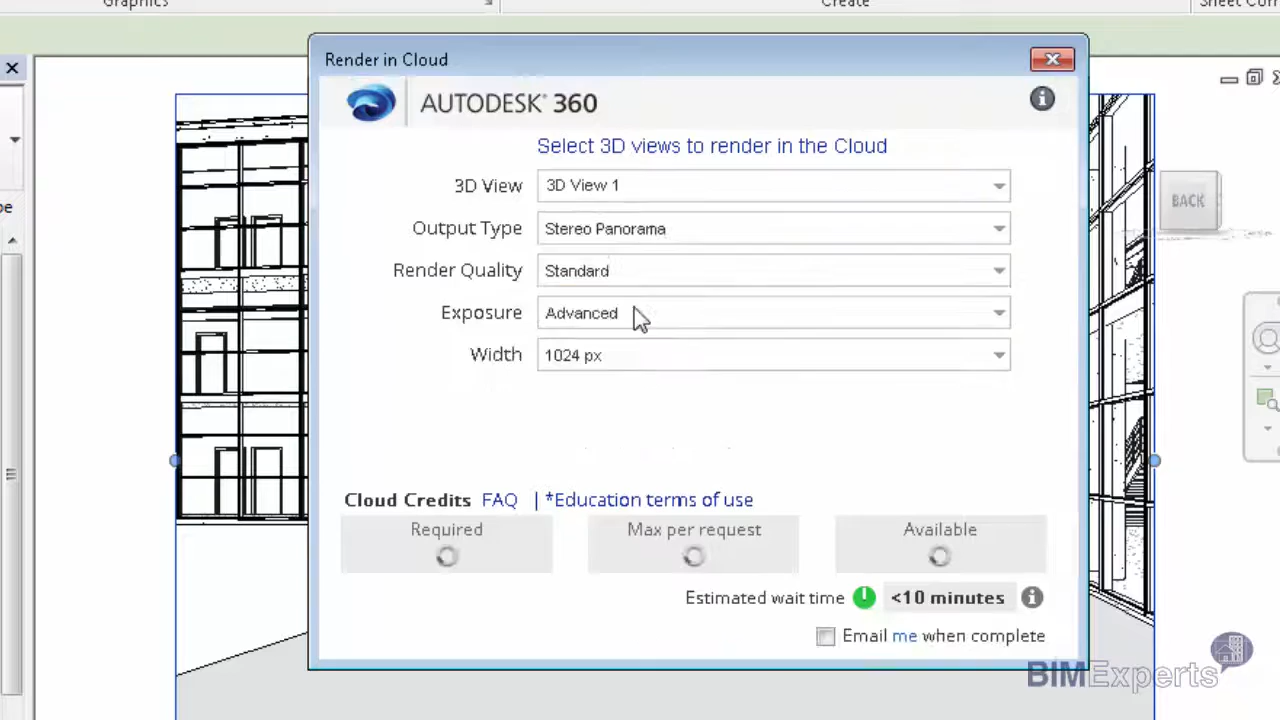 Graphics
Create
Render in Cloud
AUTODESK® 360
Select 3D views to render in the Cloud
3D View 3D View 1
Output Type Stereo Panorama
Render Quality Standard
Exposure Advanced
Width 1024 px
BACK
Cloud Credits FAQ | *Education terms of use
Required Max per request Available
Estimated wait time <10 minutes
Email me when complete
BIMExperts